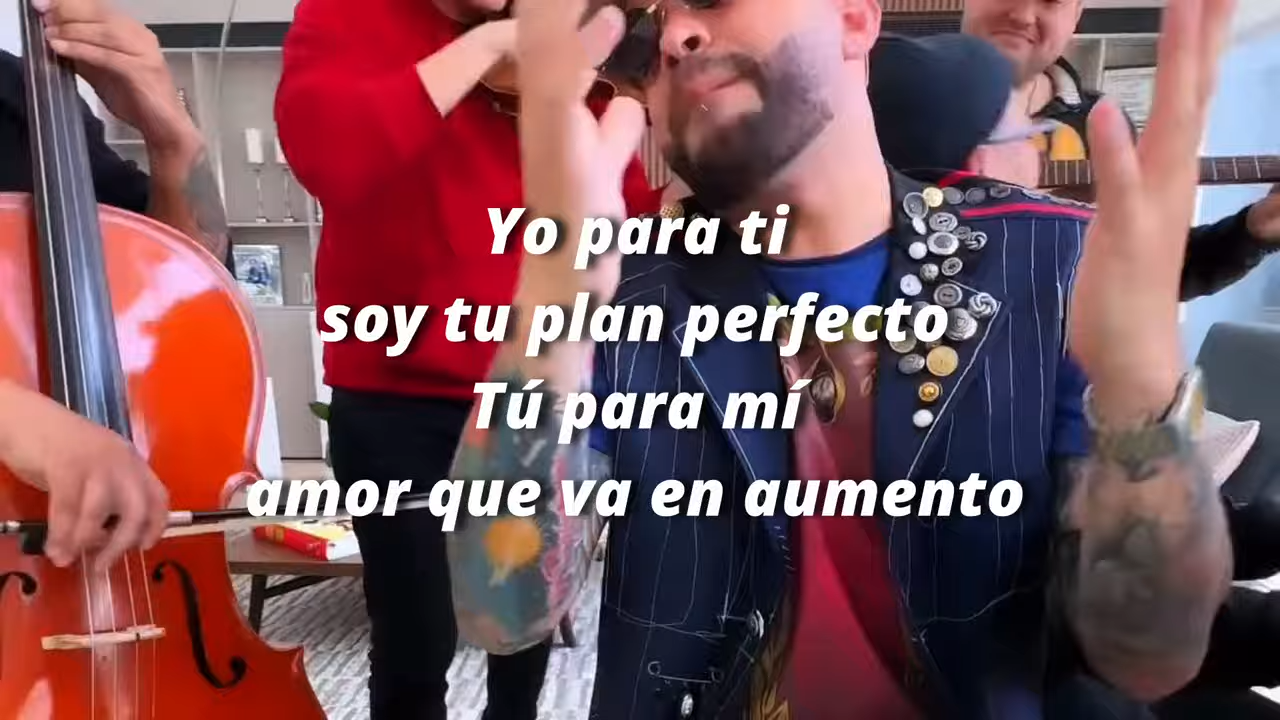 Yo para ti
soy tu plan perfecto
Tú para mí
amor que va en aumento